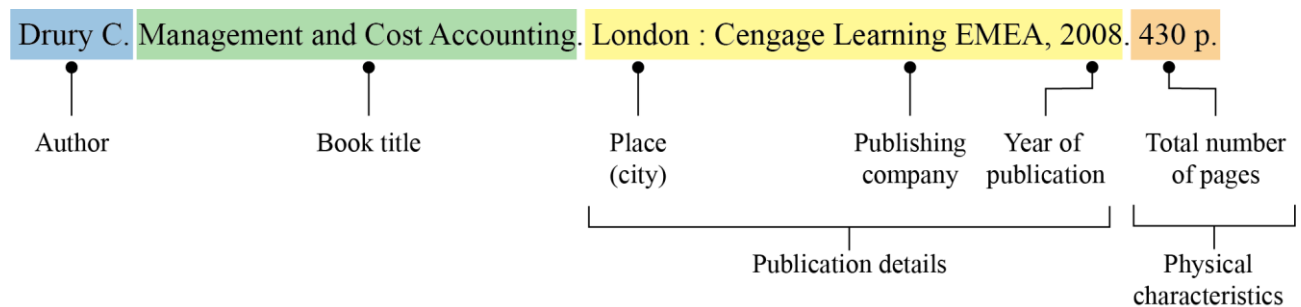 Drury C. Management and Cost Accounting. London : Cengage Learning EMEA, 2008. 430 p.
Author
Book title
Place
(city)
Publishing
company
Year of
publication
Total number
of pages
Publication details
Physical
characteristics